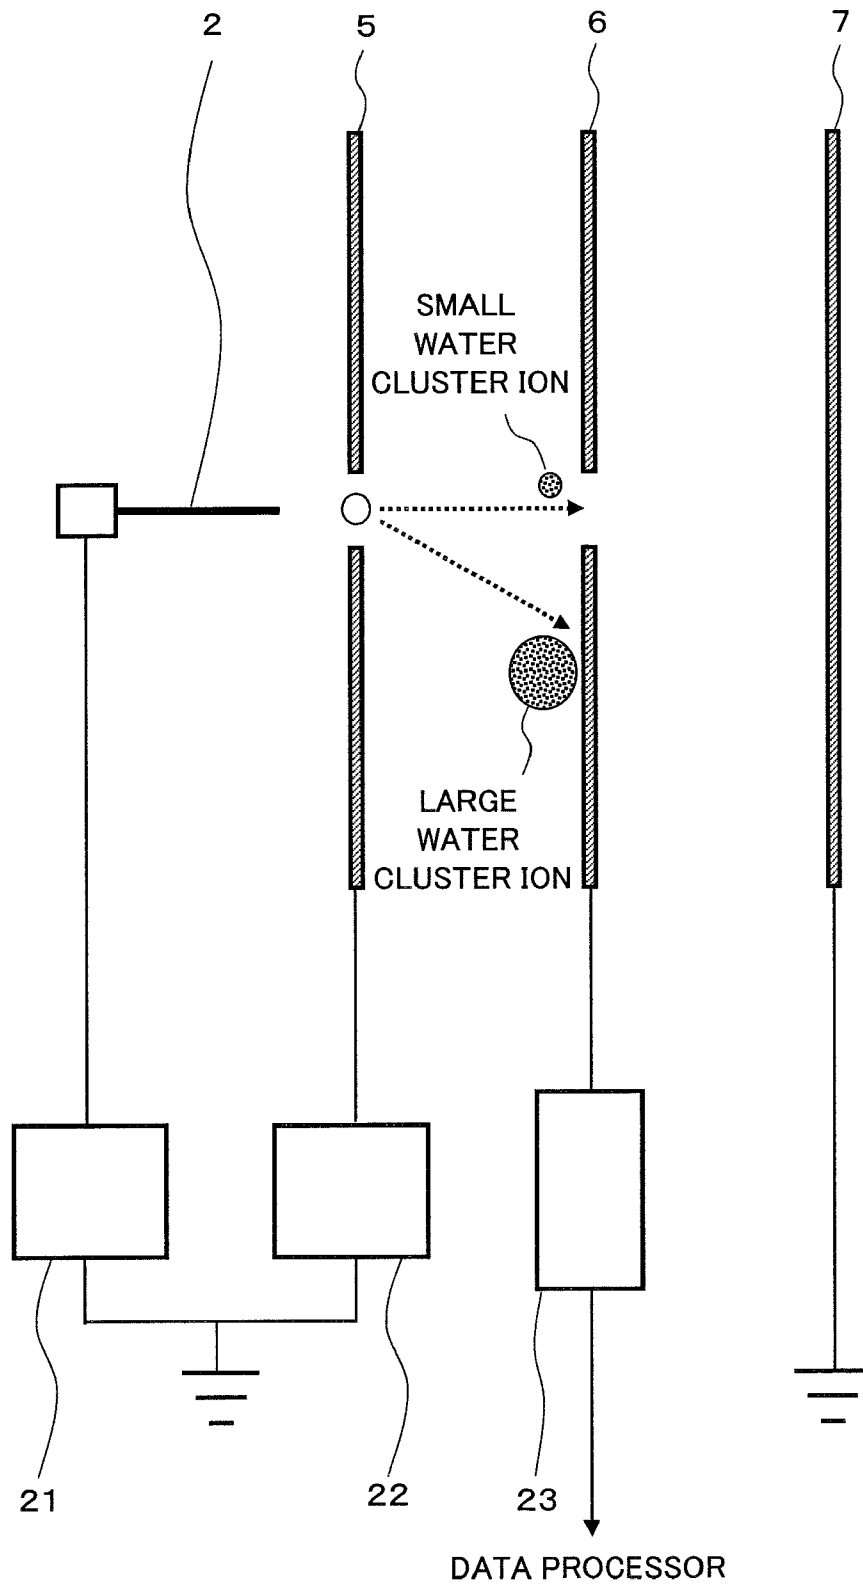 2
5
6
7
SMALL
WATER
CLUSTER ION
LARGE
WATER
CLUSTER ION
21
22
23
DATA PROCESSOR